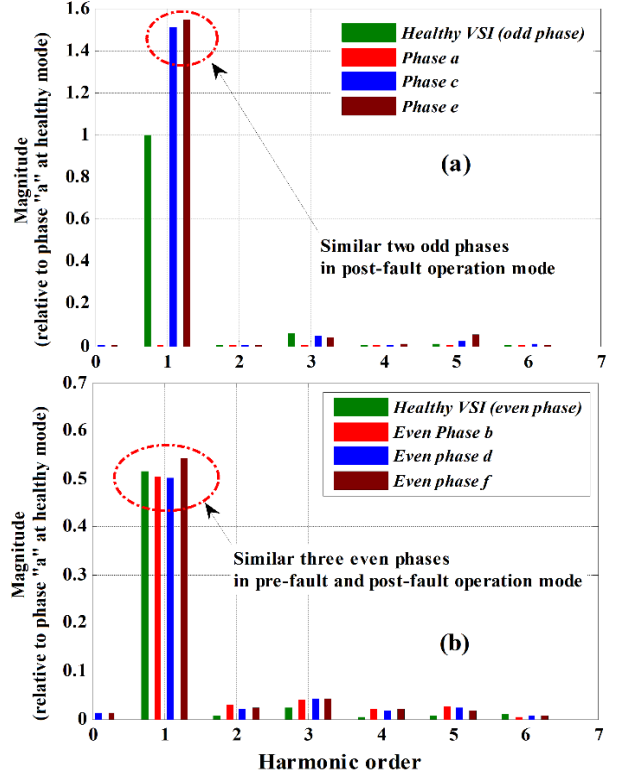 Magnitude
(relative to phase "a" at healthy mode)
1.6
1.4
1.2
1
0.8
0.6
0.4
0.2
0
Healthy VSI (odd phase)
Phase a
Phase c
Phase e
(a)
Similar two odd phases
in post-fault operation mode
0 1 2 3 4 5 6 7
Magnitude
(relative to phase "a" at healthy mode)
0.7
0.6
0.5
0.4
0.3
0.2
0.1
0
Healthy VSI (even phase)
Even Phase b
Even phase d
Even phase f
Similar three even phases
in pre-fault and post-fault operation mode
(b)
0 1 2 3 4 5 6 7
Harmonic order